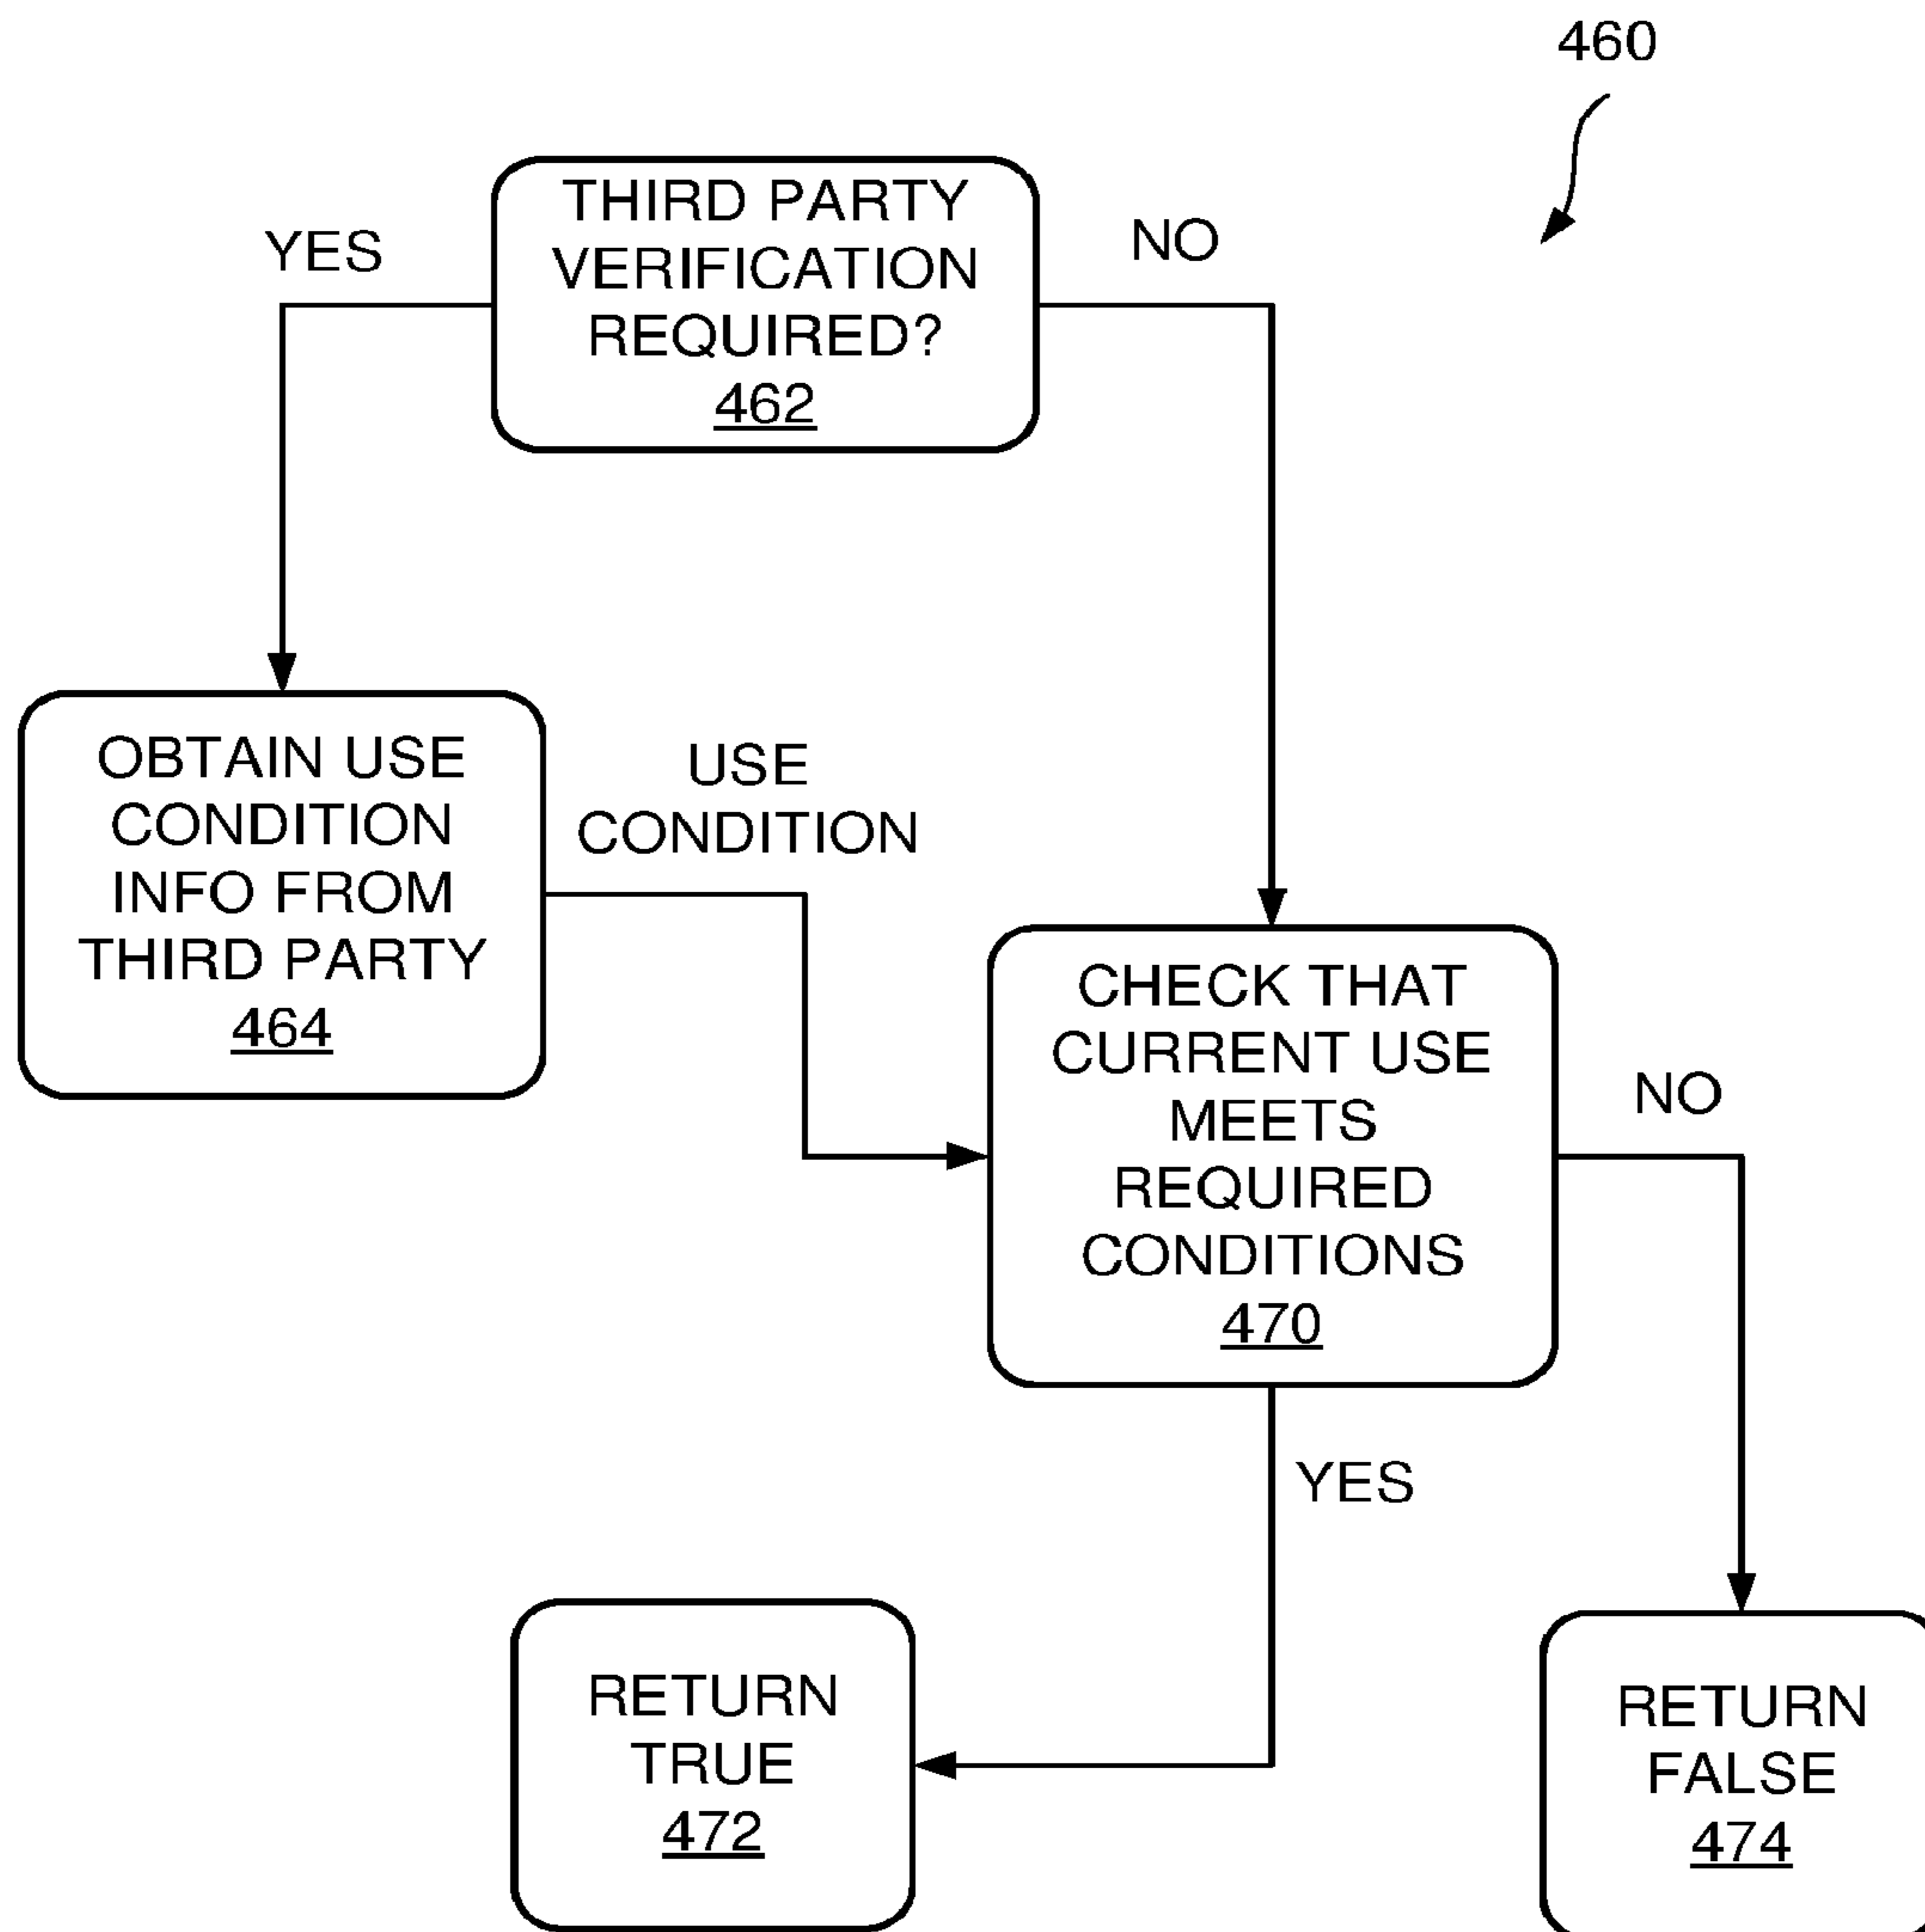 460
THIRD PARTY
VERIFICATION
REQUIRED?
462
YES
NO
OBTAIN USE
CONDITION
INFO FROM
THIRD PARTY
464
USE
CONDITION
CHECK THAT
CURRENT USE
MEETS
REQUIRED
CONDITIONS
470
NO
YES
RETURN
TRUE
472
RETURN
FALSE
474